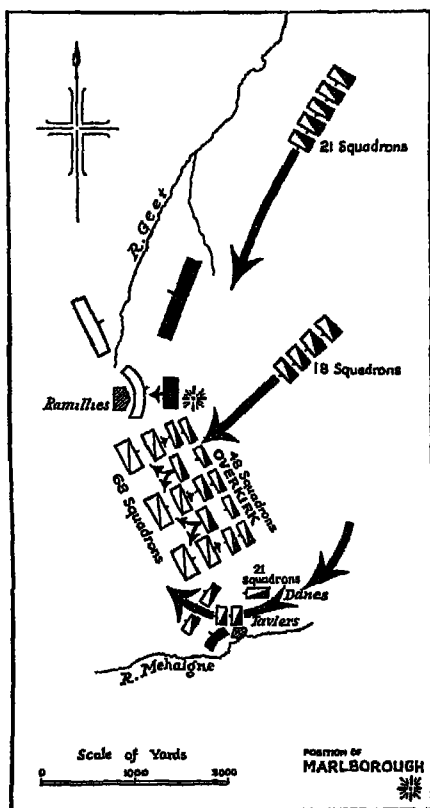 21 Squadrons
R. Geet
18 Squadrons
Ramillies
68 Squadrons
48 Squadrons
OVERKIRK
21
squadrons
Danes
Taviers
R. Mehaigne
Scale of Yards
0 1000 3000
POSITION OF
MARLBOROUGH